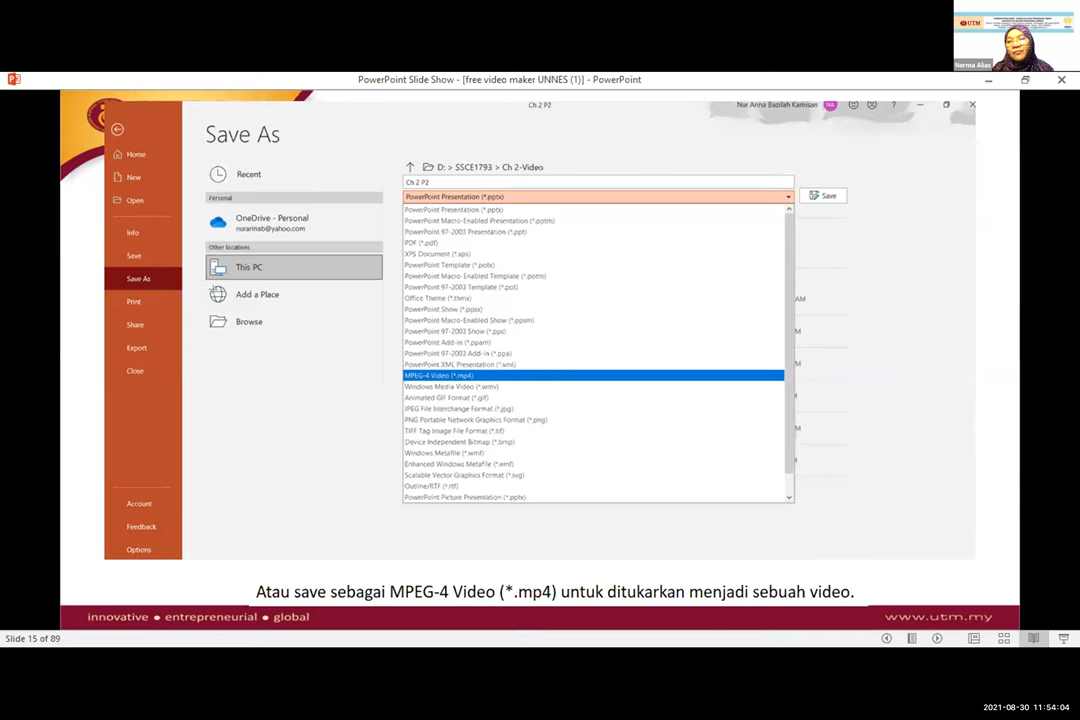 UTM
Norma Alias
PowerPoint Slide Show - [free video maker UNNES (1)] - PowerPoint
Ch 2 P2
Nur Arina Bazilah Kamisan
NA
?
Save As
Home
New
Open
Info
Save
Save As
Print
Share
Export
Close
Account
Feedback
Options
Recent
Personal
OneDrive - Personal
nurarinab@yahoo.com
Other locations
This PC
Add a Place
Browse
D: > SSCE1793 > Ch 2-Video
Ch 2 P2
PowerPoint Presentation (*.pptx)
Save
PowerPoint Presentation (*.pptx)
PowerPoint Macro-Enabled Presentation (*.pptm)
PowerPoint 97-2003 Presentation (*.ppt)
PDF (*.pdf)
XPS Document (*.xps)
PowerPoint Template (*.potx)
PowerPoint Macro-Enabled Template (*.potm)
PowerPoint 97-2003 Template (*.pot)
Office Theme (*.thmx)
PowerPoint Show (*.ppsx)
PowerPoint Macro-Enabled Show (*.ppsm)
PowerPoint 97-2003 Show (*.pps)
PowerPoint Add-in (*.ppam)
PowerPoint 97-2003 Add-in (*.ppa)
PowerPoint XML Presentation (*.xml)
MPEG-4 Video (*.mp4)
Windows Media Video (*.wmv)
Animated GIF Format (*.gif)
JPEG File Interchange Format (*.jpg)
PNG Portable Network Graphics Format (*.png)
TIFF Tag Image File Format (*.tif)
Device Independent Bitmap (*.bmp)
Windows Metafile (*.wmf)
Enhanced Windows Metafile (*.emf)
Scalable Vector Graphics Format (*.svg)
Outline/RTF (*.rtf)
PowerPoint Picture Presentation (*.pptx)
AM
M
M
M
Atau save sebagai MPEG-4 Video (*.mp4) untuk ditukarkan menjadi sebuah video.
innovative ● entrepreneurial ● global
www.utm.my
Slide 15 of 89
2021-08-30 11:54:04